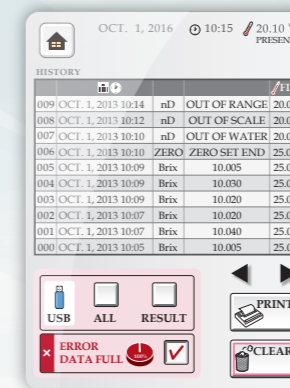 OCT. 1, 2016 10:15 20.10
PRESEN
HISTORY
FI
009 OCT. 1, 2013 10:14 nD OUT OF RANGE 20.0
008 OCT. 1, 2013 10:12 nD OUT OF SCALE 20.0
007 OCT. 1, 2013 10:10 nD OUT OF WATER 20.0
006 OCT. 1, 2013 10:10 ZERO ZERO SET END 25.0
005 OCT. 1, 2013 10:09 Brix 10.005 25.0
004 OCT. 1, 2013 10:09 Brix 10.030 25.0
003 OCT. 1, 2013 10:09 Brix 10.020 25.0
002 OCT. 1, 2013 10:07 Brix 10.020 25.0
001 OCT. 1, 2013 10:07 Brix 10.040 25.0
000 OCT. 1, 2013 10:05 Brix 10.005 25.0
USB ALL RESULT
PRINT
ERROR
DATA FULL 100%
CLEAR